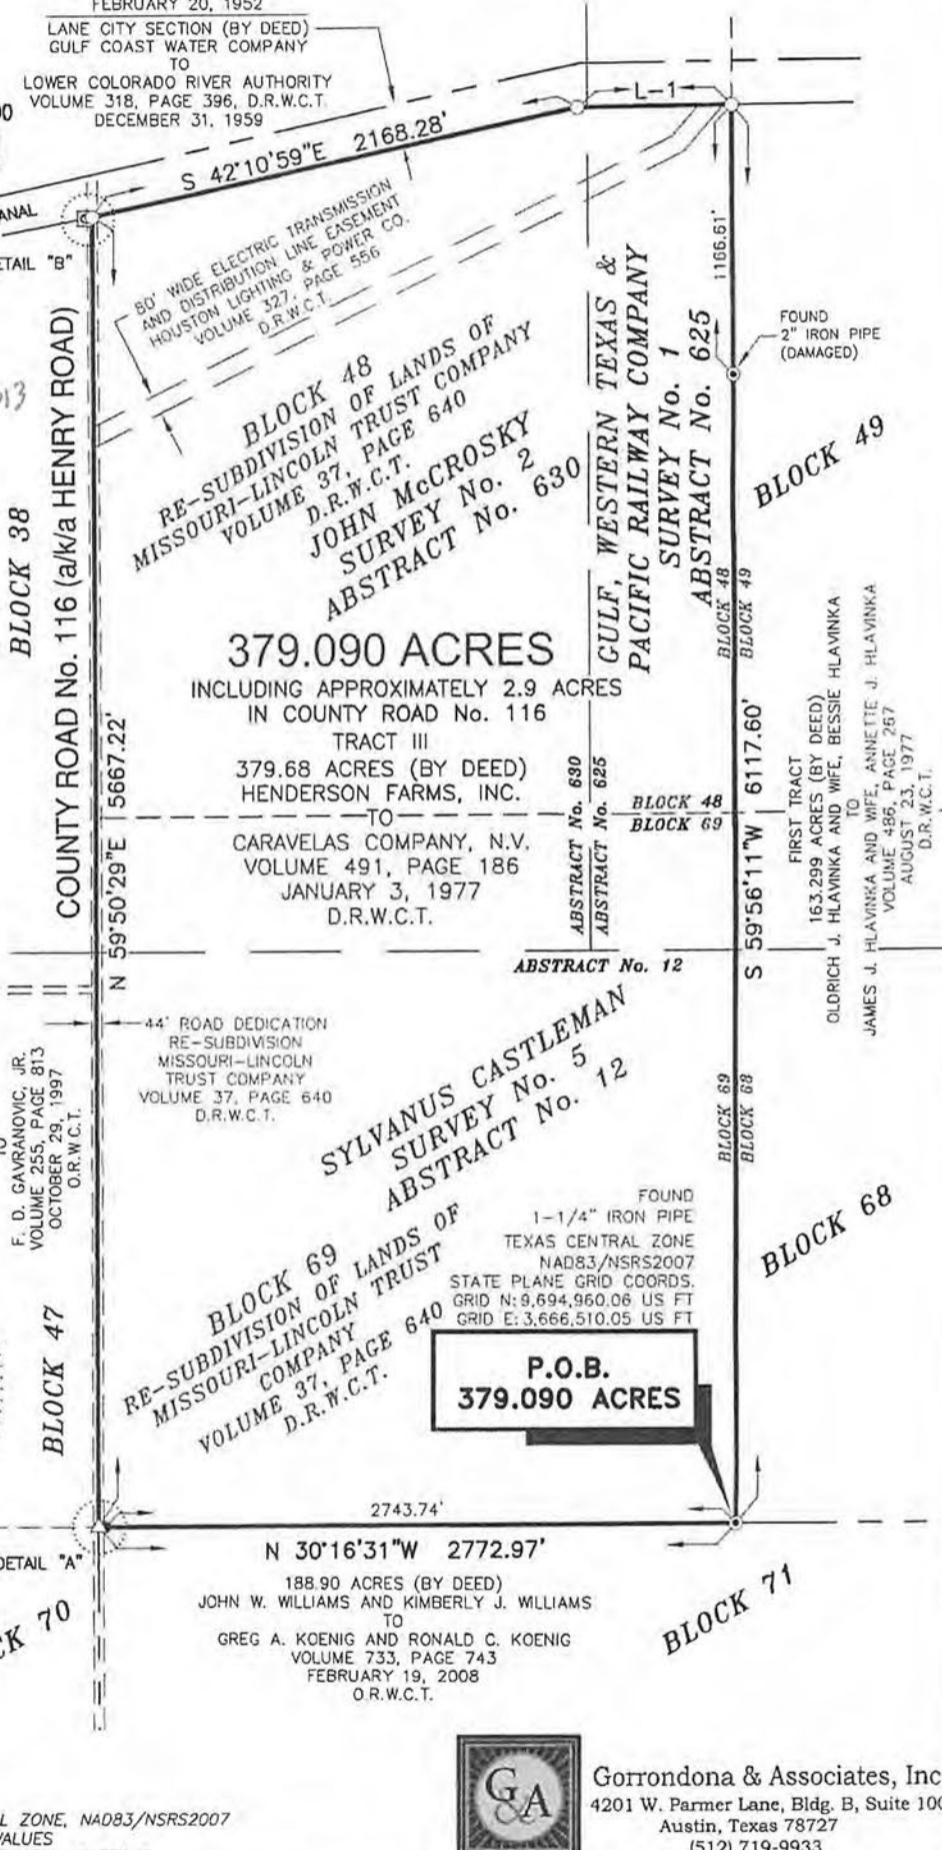 FEBRUARY 20, 1952
LANE CITY SECTION (BY DEED)
GULF COAST WATER COMPANY
TO
LOWER COLORADO RIVER AUTHORITY
VOLUME 318, PAGE 396, D.R.W.C.T.
DECEMBER 31, 1959
L-1
S 42°10'59"E 2168.28'
80' WIDE ELECTRIC TRANSMISSION
AND DISTRIBUTION LINE EASEMENT
HOUSTON LIGHTING & POWER CO.
VOLUME 327, PAGE 556
D.R.W.C.T.
1166.61'
FOUND
2" IRON PIPE
(DAMAGED)
BLOCK 48
RE-SUBDIVISION OF LANDS OF
MISSOURI-LINCOLN TRUST COMPANY
VOLUME 37, PAGE 640
D.R.W.C.T.
JOHN McCROSKY
SURVEY No. 2
ABSTRACT No. 630
GULF, WESTERN TEXAS &
PACIFIC RAILWAY COMPANY
SURVEY No. 1
ABSTRACT No. 625
BLOCK 49
BLOCK 38
COUNTY ROAD No. 116 (a/k/a HENRY ROAD)
BLOCK 48
BLOCK 49
379.090 ACRES
INCLUDING APPROXIMATELY 2.9 ACRES
IN COUNTY ROAD No. 116
TRACT III
379.68 ACRES (BY DEED)
HENDERSON FARMS, INC.
TO
CARAVELAS COMPANY, N.V.
VOLUME 491, PAGE 186
JANUARY 3, 1977
D.R.W.C.T.
N 59°50'29"E 5667.22'
ABSTRACT No. 630
ABSTRACT No. 625
BLOCK 48
BLOCK 69
S 59°56'11"W 6117.60'
FIRST TRACT
163.299 ACRES (BY DEED)
OLDRICH J. HLAVINKA AND WIFE, BESSIE HLAVINKA
TO
JAMES J. HLAVINKA AND WIFE, ANNETTE J. HLAVINKA
VOLUME 486, PAGE 267
AUGUST 23, 1977
D.R.W.C.T.
ABSTRACT No. 12
44' ROAD DEDICATION
RE-SUBDIVISION
MISSOURI-LINCOLN
TRUST COMPANY
VOLUME 37, PAGE 640
D.R.W.C.T.
F. D. GAVRANOVIC, JR.
VOLUME 255, PAGE 813
OCTOBER 29, 1997
O.R.W.C.T.
SYLVANUS CASTLEMAN
SURVEY No. 5
ABSTRACT No. 12
BLOCK 69
BLOCK 68
FOUND
1-1/4" IRON PIPE
TEXAS CENTRAL ZONE
NAD83/NSRS2007
STATE PLANE GRID COORDS.
GRID N: 9,694,960.06 US FT
GRID E: 3,666,510.05 US FT
BLOCK 68
BLOCK 69
RE-SUBDIVISION OF LANDS OF
MISSOURI-LINCOLN TRUST
COMPANY
VOLUME 37, PAGE 640
D.R.W.C.T.
BLOCK 47
P.O.B.
379.090 ACRES
2743.74'
N 30°16'31"W 2772.97'
188.90 ACRES (BY DEED)
JOHN W. WILLIAMS AND KIMBERLY J. WILLIAMS
TO
GREG A. KOENIG AND RONALD C. KOENIG
VOLUME 733, PAGE 743
FEBRUARY 19, 2008
O.R.W.C.T.
DETAIL "A"
70
BLOCK 71
G&A
Gorrondona & Associates, Inc
4201 W. Parmer Lane, Bldg. B, Suite 100
Austin, Texas 78727
(512) 719-9933
ZONE, NAD83/NSRS2007